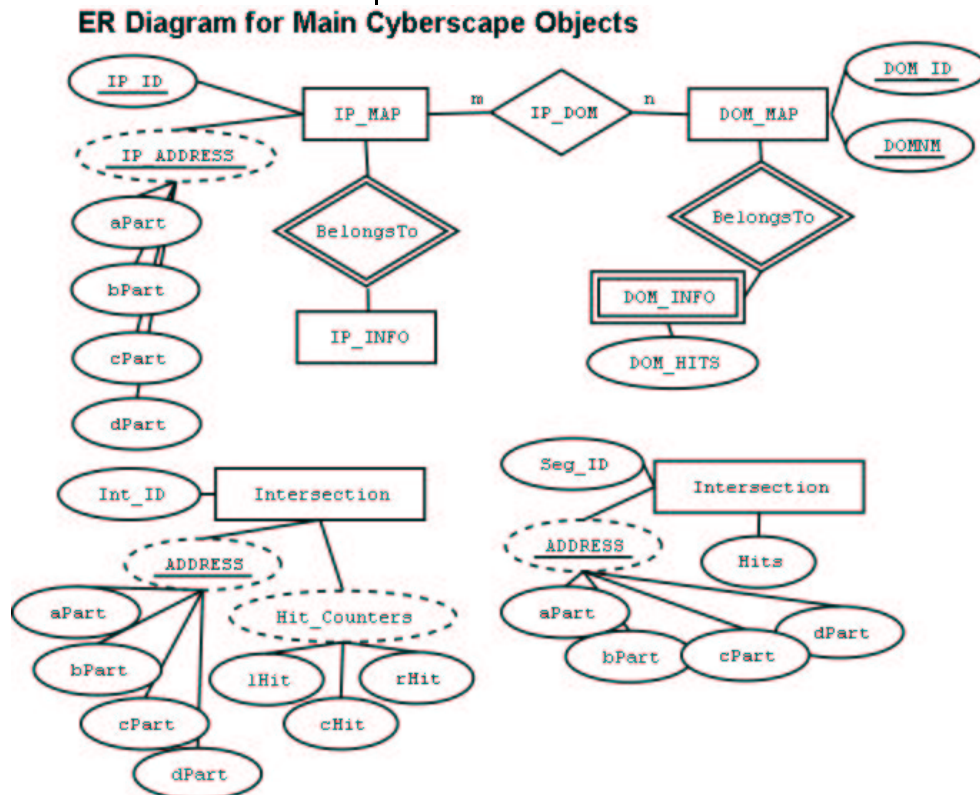 ER Diagram for Main Cyberscape Objects
IP_ID
IP_MAP
m
IP_DOM
n
DOM_MAP
DOM_ID
DOMNM
IP_ADDRESS
aPart
bPart
cPart
dPart
BelongsTo
IP_INFO
BelongsTo
DOM_INFO
DOM_HITS
Int_ID
Intersection
ADDRESS
aPart
bPart
cPart
dPart
Hit_Counters
lHit
cHit
rHit
Seg_ID
Intersection
ADDRESS
Hits
aPart
bPart
cPart
dPart